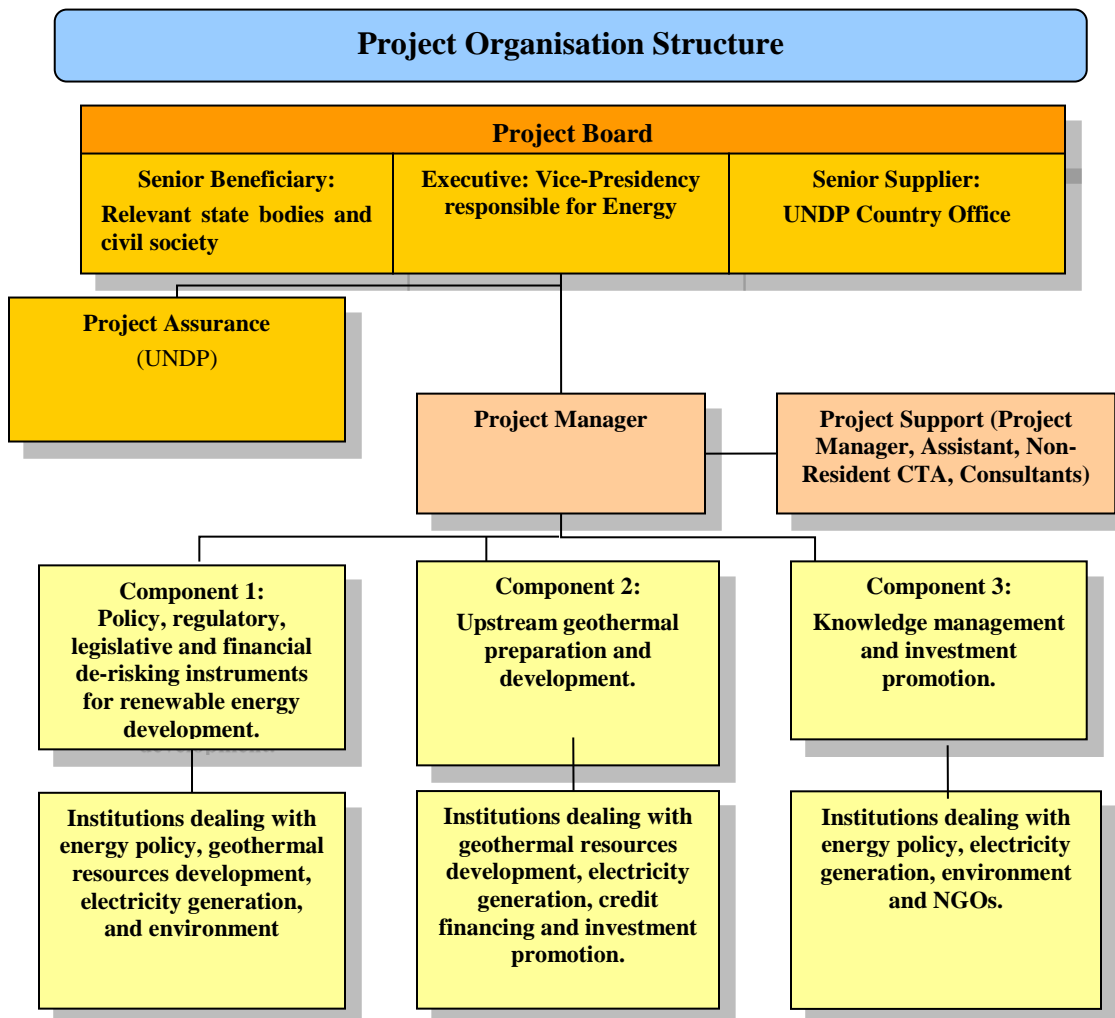 Project Organisation Structure
Project Board
Senior Beneficiary:
Relevant state bodies and
civil society
Executive: Vice-Presidency
responsible for Energy
Senior Supplier:
UNDP Country Office
Project Assurance
(UNDP)
Project Manager
Project Support (Project
Manager, Assistant, Non-
Resident CTA, Consultants)
Component 1:
Policy, regulatory,
legislative and financial
de-risking instruments
for renewable energy
development.
Component 2:
Upstream geothermal
preparation and
development.
Component 3:
Knowledge management
and investment
promotion.
Institutions dealing with
energy policy, geothermal
resources development,
electricity generation,
and environment
Institutions dealing with
geothermal resources
development, electricity
generation, credit
financing and investment
promotion.
Institutions dealing with
energy policy, electricity
generation, environment
and NGOs.